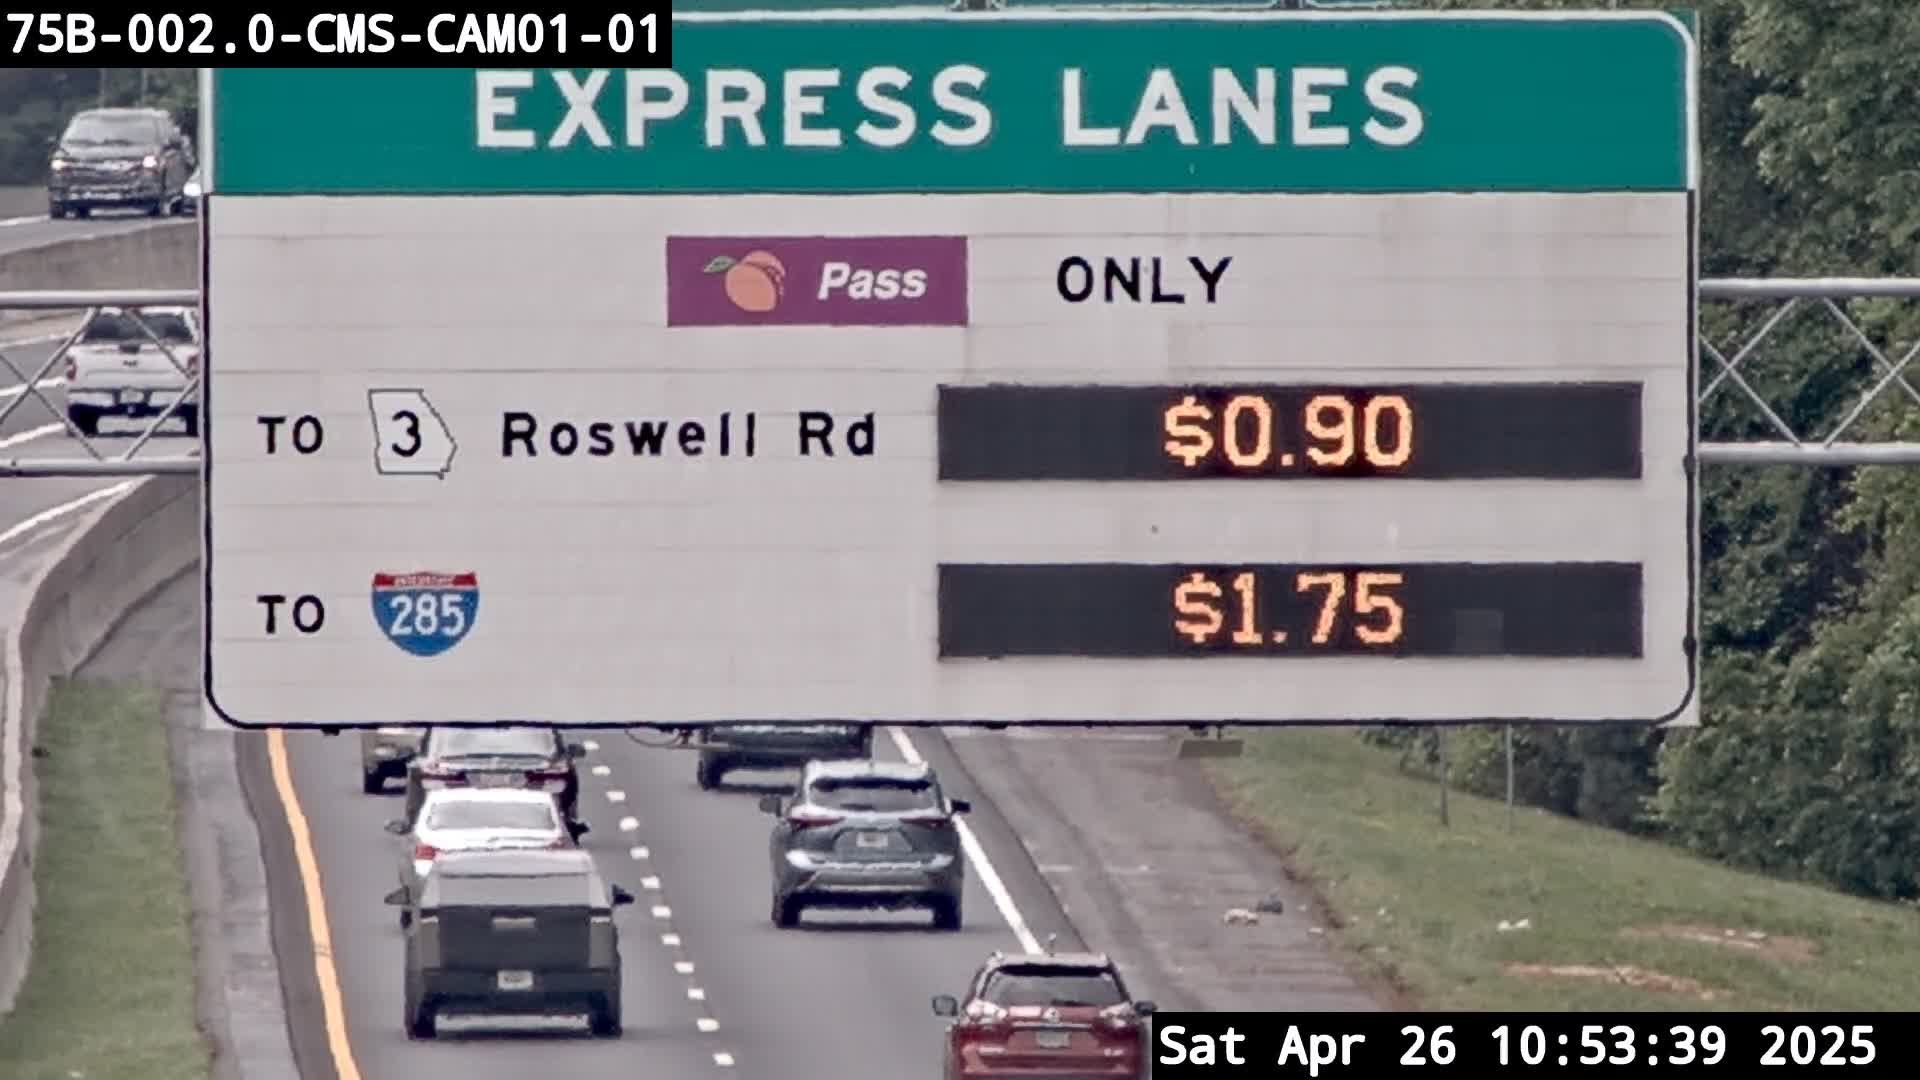 75B-002.0-CMS-CAM01-01
EXPRESS LANES
Pass ONLY
TO 3 Roswell Rd $0.90
TO INTERSTATE 285 $1.75
Sat Apr 26 10:53:39 2025